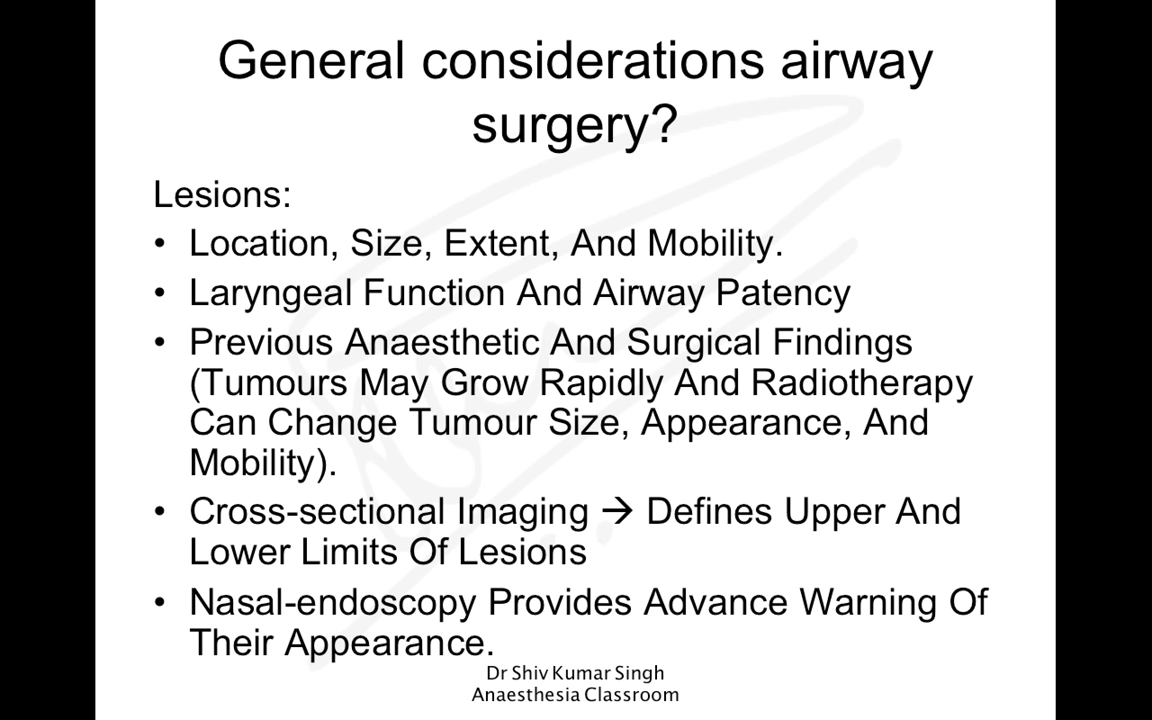 General considerations airway
surgery?
Lesions:
• Location, Size, Extent, And Mobility.
• Laryngeal Function And Airway Patency
• Previous Anaesthetic And Surgical Findings
(Tumours May Grow Rapidly And Radiotherapy
Can Change Tumour Size, Appearance, And
Mobility).
• Cross-sectional Imaging → Defines Upper And
Lower Limits Of Lesions
• Nasal-endoscopy Provides Advance Warning Of
Their Appearance.
Dr Shiv Kumar Singh
Anaesthesia Classroom